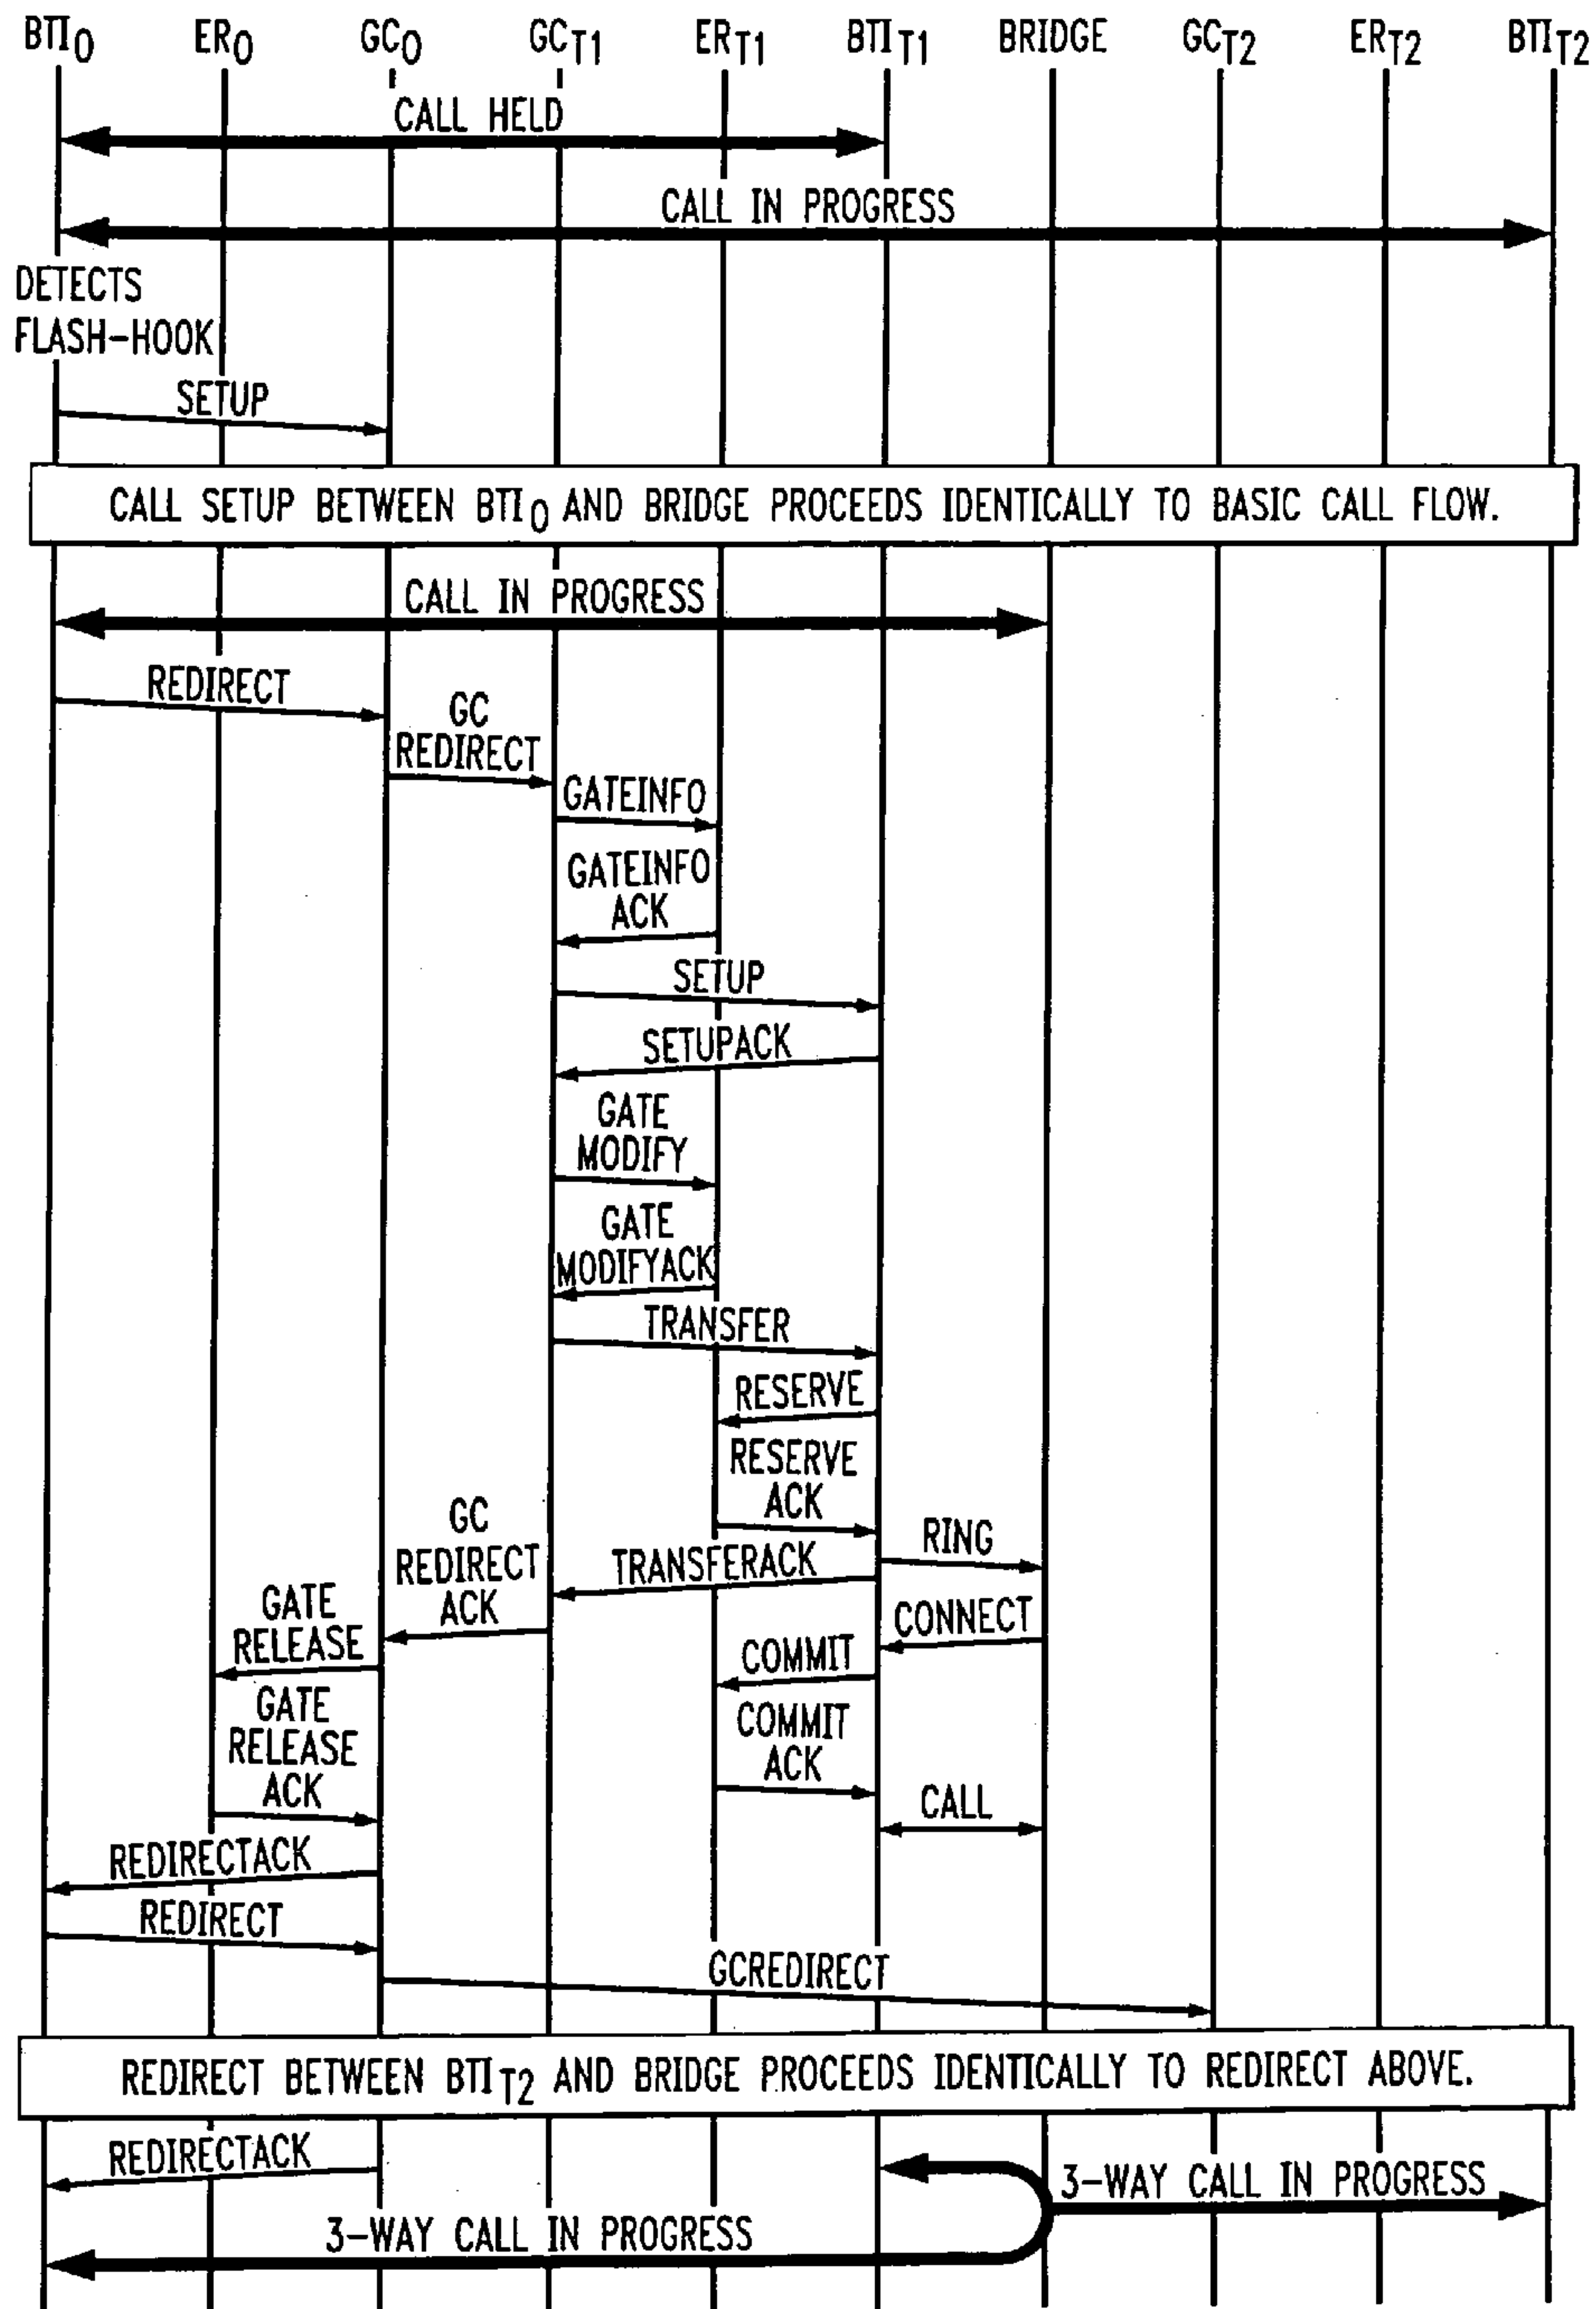 BTIO ERO GCO GCT1 ERT1 BTIT1 BRIDGE GCT2 ERT2 BTIT2
CALL HELD
CALL IN PROGRESS
DETECTS
FLASH-HOOK
SETUP
CALL SETUP BETWEEN BTIO AND BRIDGE PROCEEDS IDENTICALLY TO BASIC CALL FLOW.
CALL IN PROGRESS
REDIRECT
GC
REDIRECT
GATEINFO
GATEINFO
ACK
SETUP
SETUPACK
GATE
MODIFY
GATE
MODIFYACK
TRANSFER
RESERVE
RESERVE
ACK
RING
TRANSFERACK
GC
REDIRECT
ACK
CONNECT
GATE
RELEASE
COMMIT
GATE
RELEASE
ACK
COMMIT
ACK
CALL
REDIRECTACK
REDIRECT
GCREDIRECT
REDIRECT BETWEEN BTIT2 AND BRIDGE PROCEEDS IDENTICALLY TO REDIRECT ABOVE.
REDIRECTACK
3-WAY CALL IN PROGRESS
3-WAY CALL IN PROGRESS